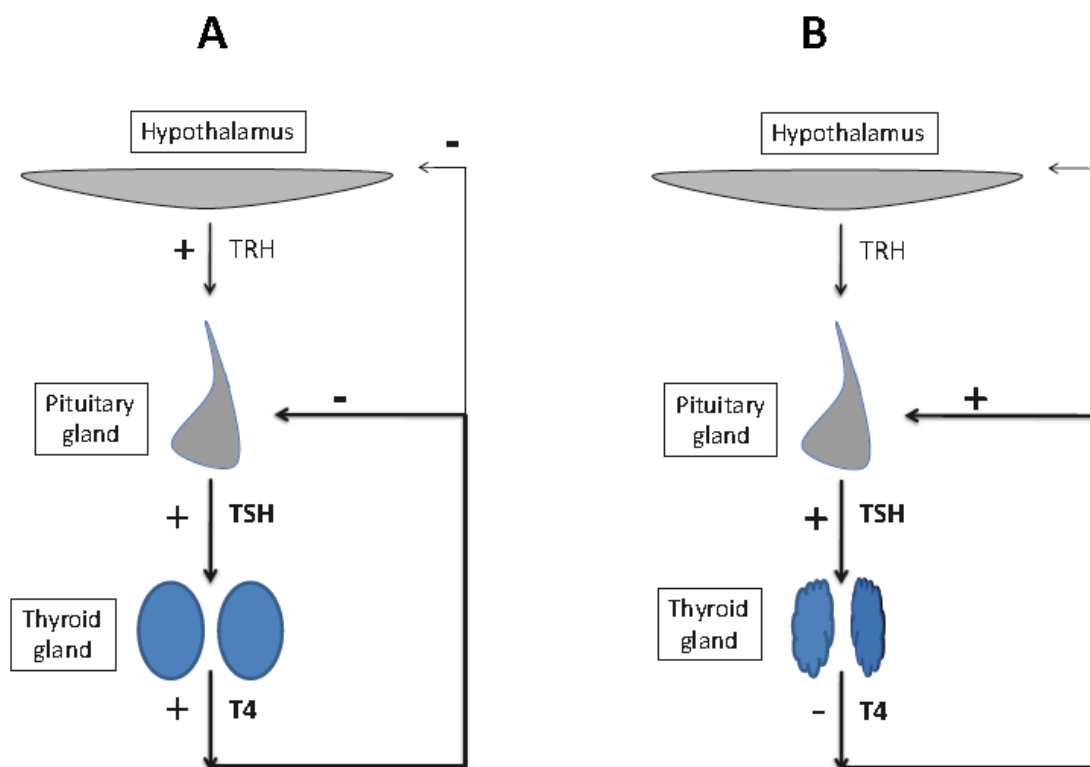 A
Hypothalamus
-
+ TRH
Pituitary
gland
-
+ TSH
Thyroid
gland
+ T4
B
Hypothalamus
TRH
Pituitary
gland
+
+ TSH
Thyroid
gland
- T4